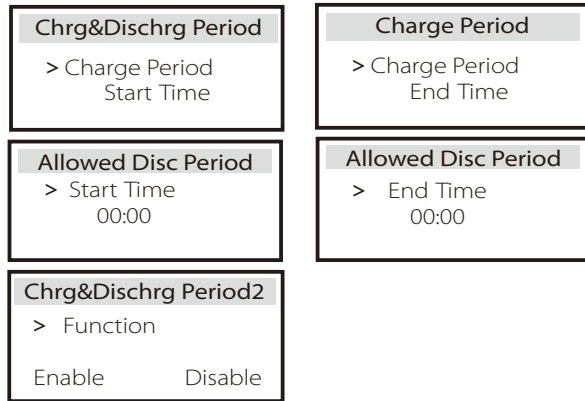 Chrg&Dischrg Period
> Charge Period
Start Time
Charge Period
> Charge Period
End Time
Allowed Disc Period
> Start Time
00:00
Allowed Disc Period
> End Time
00:00
Chrg&Dischrg Period2
> Function
Enable Disable